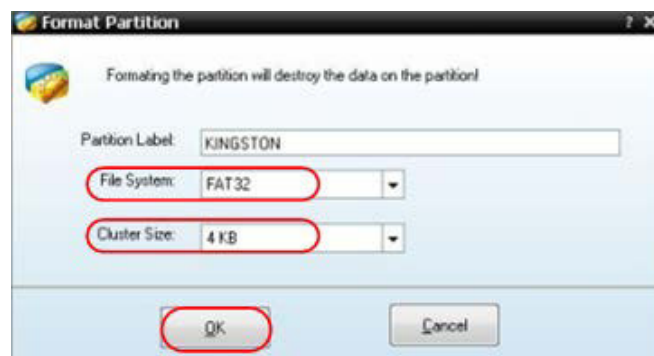 Format Partition ? X
Formating the partition will destroy the data on the partition!
Partition Label: KINGSTON
File System: FAT32
Cluster Size: 4 KB
OK Cancel